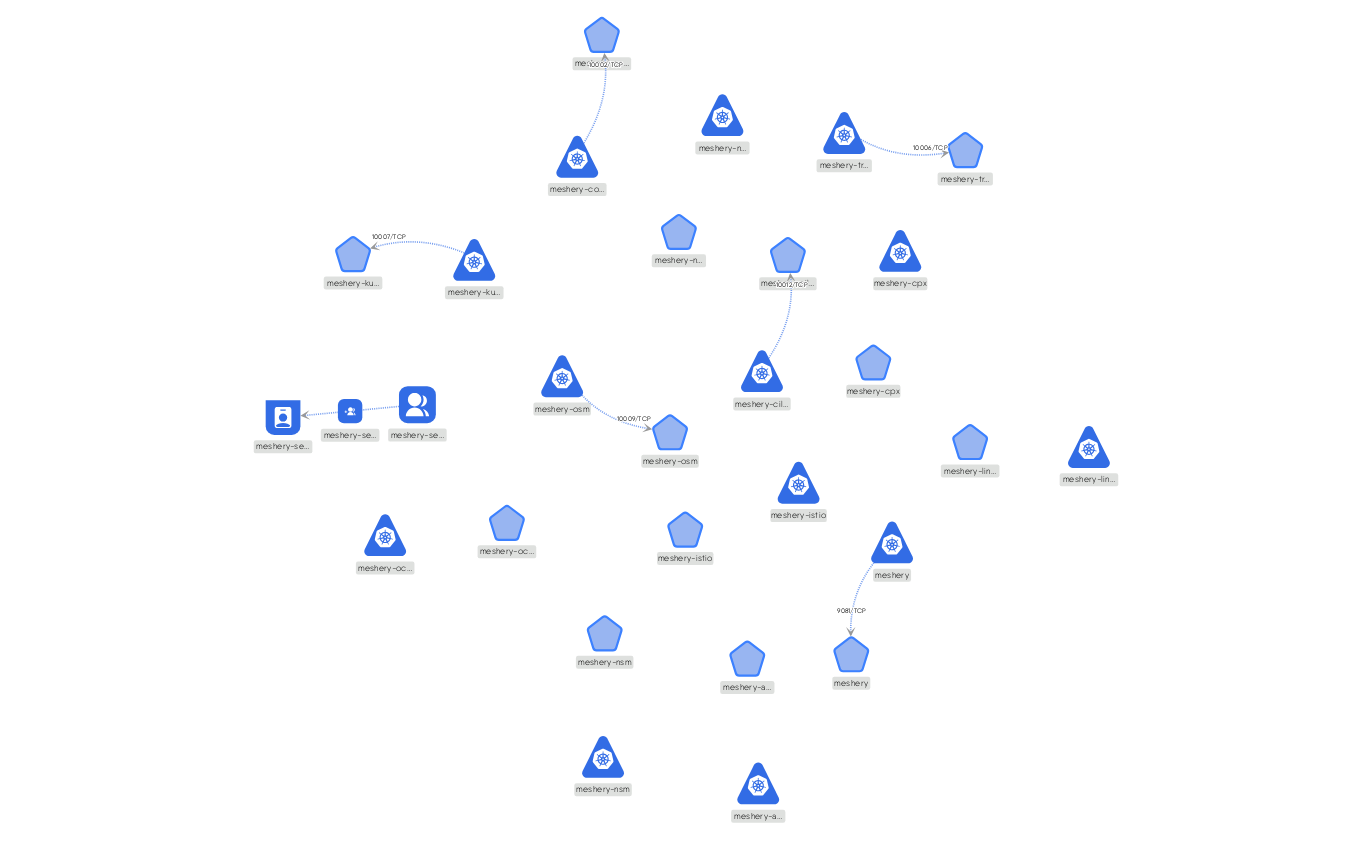 10002/TCP
meshery-n...
meshery-tr...
10006/TCP
meshery-tr...
meshery-co...
10007/TCP
meshery-ku...
meshery-ku...
meshery-n...
10012/TCP
meshery-cpx
meshery-cpx
meshery-cil...
meshery-osm
10009/TCP
meshery-osm
meshery-se...
meshery-se...
meshery-se...
meshery-lin...
meshery-lin...
meshery-istio
meshery-istio
meshery-oc...
meshery-oc...
meshery
9081/TCP
meshery
meshery-nsm
meshery-a...
meshery-nsm
meshery-a...